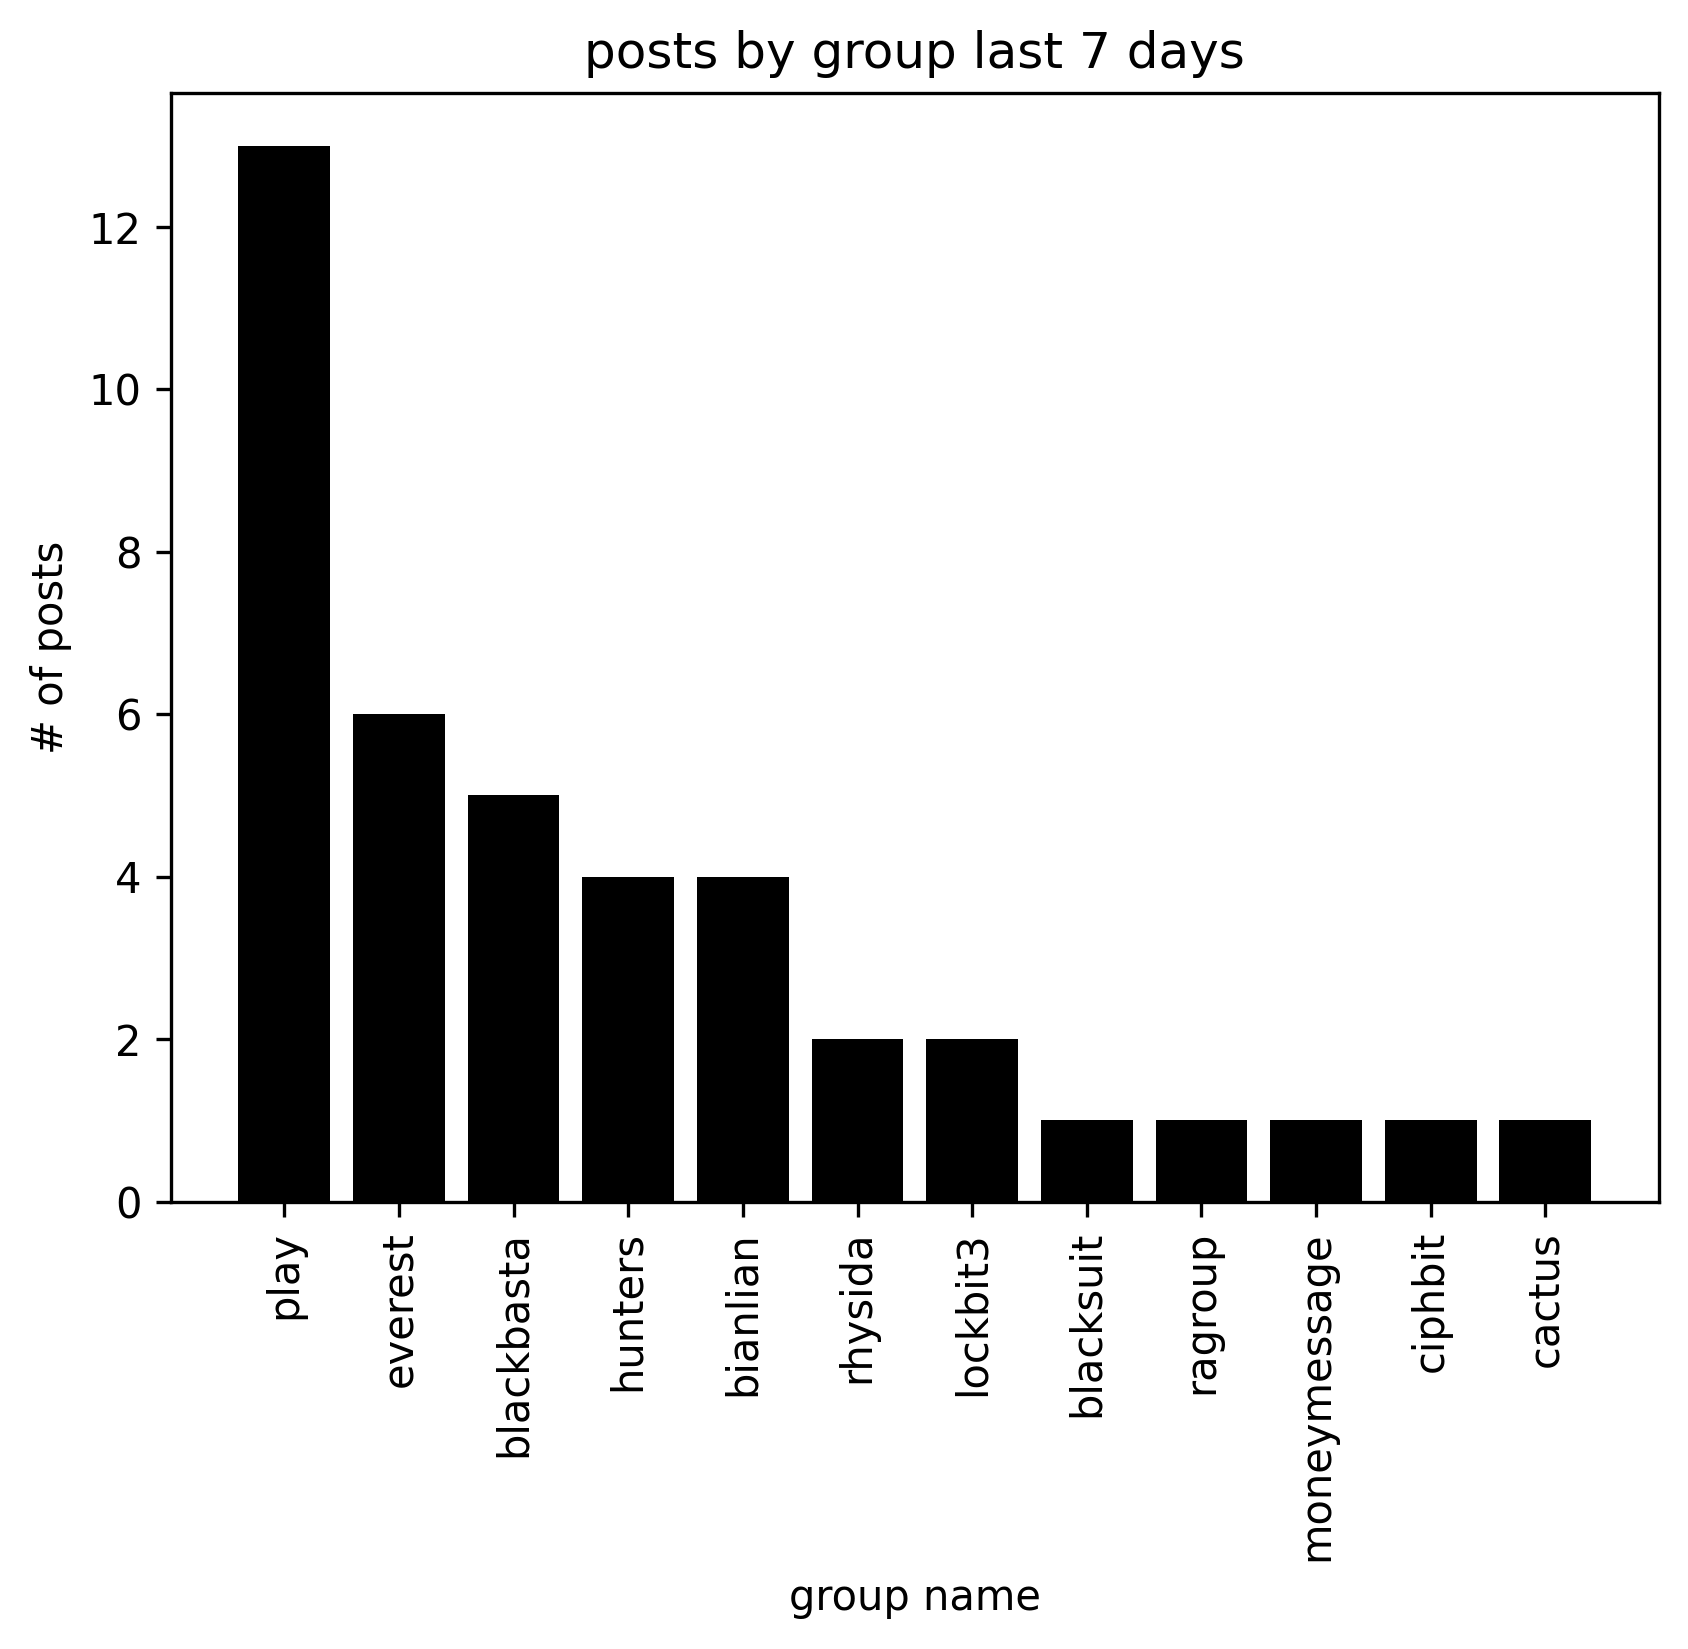 posts by group last 7 days
# of posts
12
10
8
6
4
2
0
play
everest
blackbasta
hunters
bianlian
rhysida
lockbit3
blacksuit
ragroup
moneymessage
ciphbit
cactus
group name